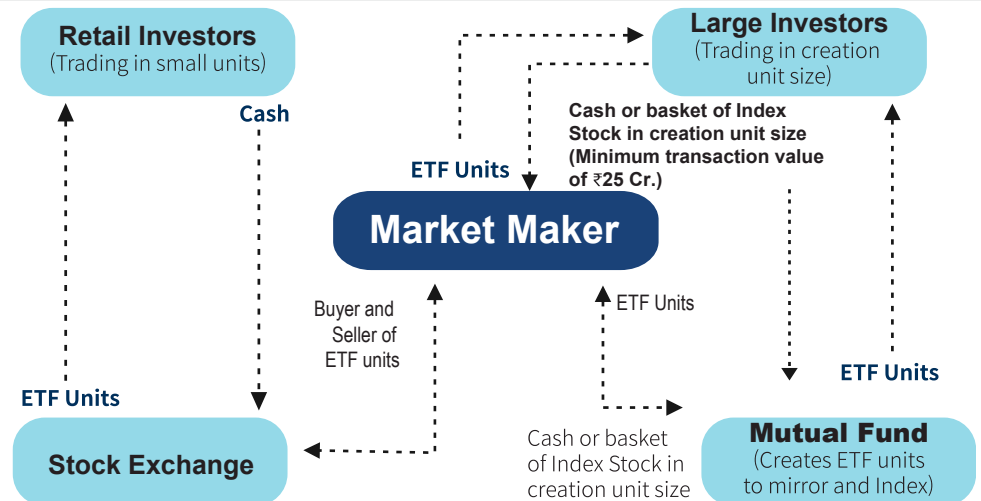 Retail Investors
(Trading in small units)
Large Investors
(Trading in creation
unit size)
Cash
Cash or basket of Index
Stock in creation unit size
(Minimum transaction value
of ₹25 Cr.)
ETF Units
Market Maker
Buyer and
Seller of
ETF units
ETF Units
ETF Units
ETF Units
Stock Exchange
Cash or basket
of Index Stock in
creation unit size
Mutual Fund
(Creates ETF units
to mirror and Index)